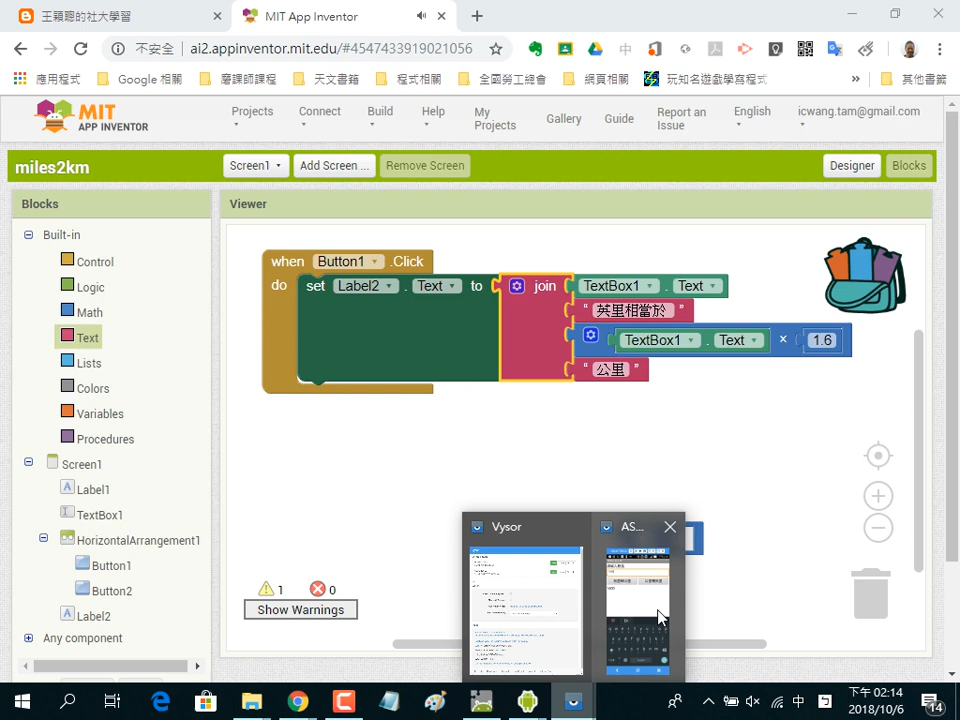 王穎聰的社大學習
MIT App Inventor
不安全
ai2.appinventor.mit.edu/#4547433919021056
應用程式
Google 相關
磨課師課程
天文書籍
程式相關
全國勞工總會
網頁相關
玩知名遊戲學寫程式
»
其他書籤
MIT
APP INVENTOR
Projects
Connect
Build
Help
My Projects
Gallery
Guide
Report an Issue
English
icwang.tam@gmail.com
miles2km
Screen1
Add Screen ...
Remove Screen
Designer
Blocks
Blocks
Viewer
Built-in
Control
Logic
Math
Text
Lists
Colors
Variables
Procedures
Screen1
Label1
TextBox1
HorizontalArrangement1
Button1
Button2
Label2
Any component
when Button1 .Click
do set Label2 . Text to join TextBox1 . Text
" 英里相當於 "
TextBox1 . Text × 1.6
" 公里 "
1 0
Show Warnings
Vysor
AS...
中
下午 02:14
2018/10/6
14